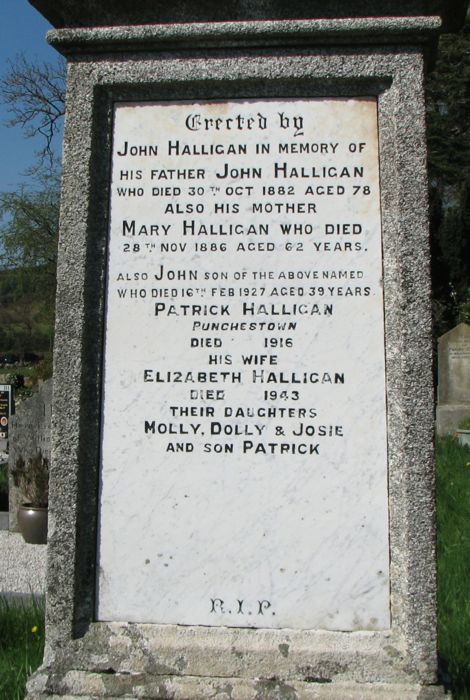 Erected by
JOHN HALLIGAN IN MEMORY OF
HIS FATHER JOHN HALLIGAN
WHO DIED 30TH OCT 1882 AGED 78
ALSO HIS MOTHER
MARY HALLIGAN WHO DIED
28TH NOV 1886 AGED 62 YEARS.
ALSO JOHN SON OF THE ABOVE NAMED
WHO DIED 16TH FEB 1927 AGED 39 YEARS
PATRICK HALLIGAN
PUNCHESTOWN
DIED 1916
HIS WIFE
ELIZABETH HALLIGAN
DIED 1943
THEIR DAUGHTERS
MOLLY, DOLLY & JOSIE
AND SON PATRICK
R.I.P.